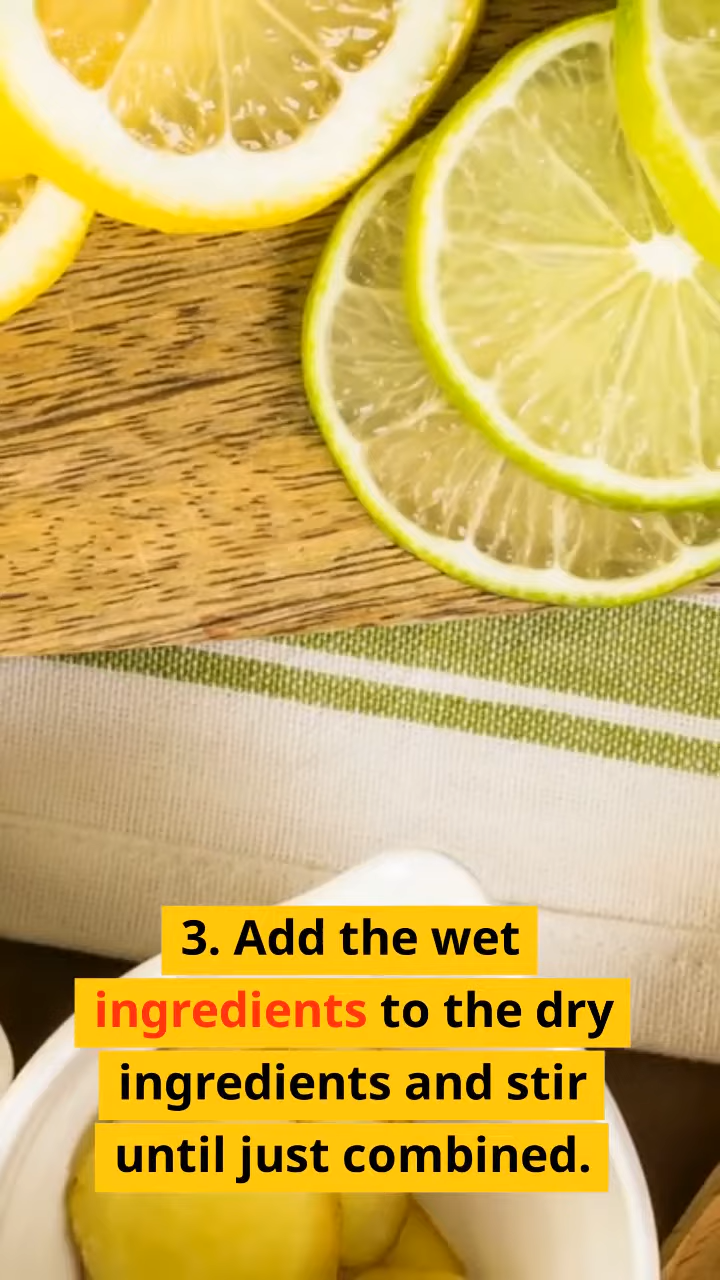 3. Add the wet
ingredients to the dry
ingredients and stir
until just combined.